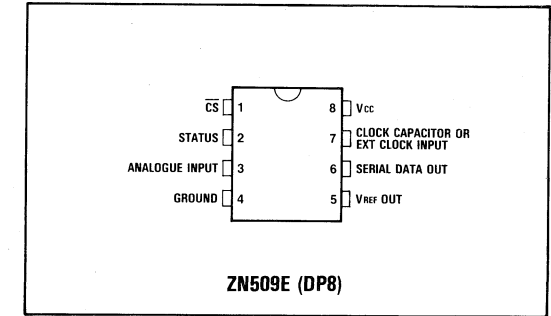 CS 1 8 VCC
STATUS 2 7 CLOCK CAPACITOR OR
EXT CLOCK INPUT
ANALOGUE INPUT 3 6 SERIAL DATA OUT
GROUND 4 5 VREF OUT
ZN509E (DP8)